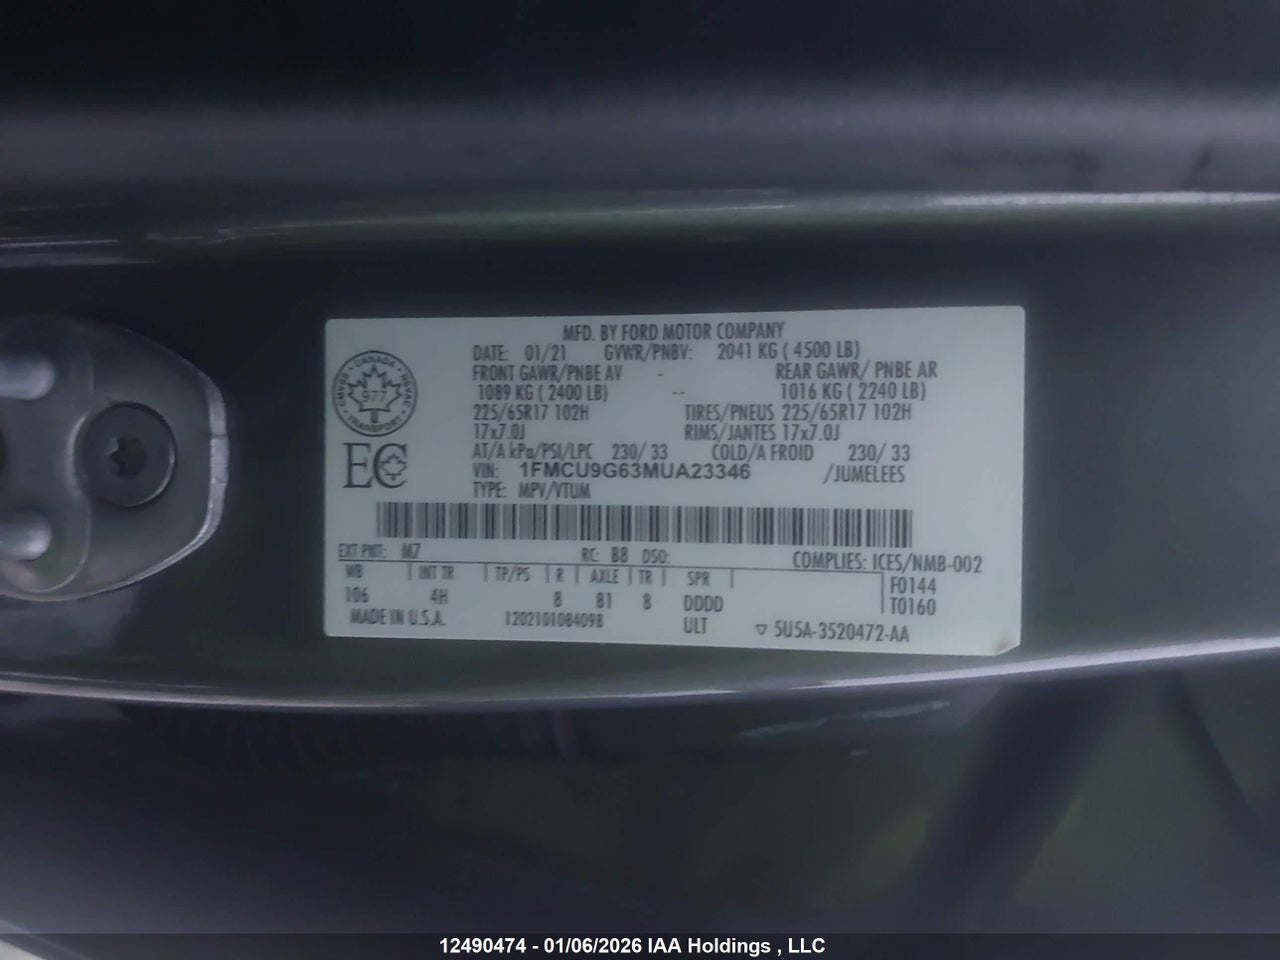 MFD. BY FORD MOTOR COMPANY
DATE: 01/21 GVWR/PNBV: 2041 KG ( 4500 LB)
FRONT GAWR/PNBE AV - REAR GAWR/ PNBE AR
1089 KG ( 2400 LB) -- 1016 KG ( 2240 LB)
225/65R17 102H TIRES/PNEUS 225/65R17 102H
17x7.0J RIMS/JANTES 17x7.0J
AT/A kPa/PSI/LPC 230/ 33 COLD/A FROID 230/ 33
VIN: 1FMCU9G63MUA23346 /JUMELEES
TYPE: MPV/VTUM
CANADA
CMVSS NSVAC
977
TRANSPORT
EC
EXT PNT: M7 RC: B8 DSO: COMPLIES: ICES/NMB-002
WB INT TR TP/PS R AXLE TR SPR F0144
106 4H 8 81 8 DDDD T0160
MADE IN U.S.A. 1202101084098 ULT ▽ 5U5A-3520472-AA
12490474 - 01/06/2026 IAA Holdings , LLC